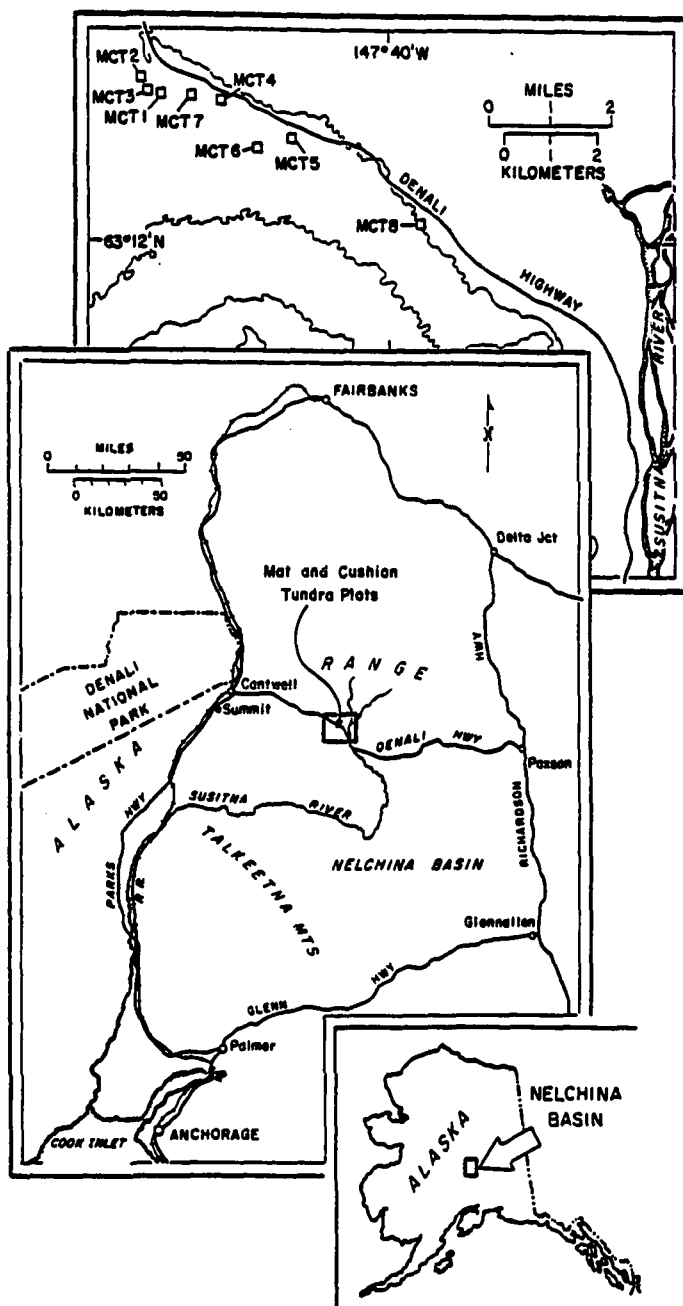 147°40'W
MCT2
MCT3
MCT1
MCT7
MCT4
MCT6
MCT5
MCT8
MILES
0 2
0 2
KILOMETERS
63°12'N
DENALI
HIGHWAY
SUSITNA
RIVER
FAIRBANKS
MILES
0 50
0 50
KILOMETERS
Delta Jct
Mat and Cushion
Tundra Plots
RANGE
HWY
DENALI
NATIONAL
PARK
Cantwell
Summit
DENALI HWY
Paxson
ALASKA
HWY
SUSITNA RIVER
PARKS
R.R.
TALKEETNA MTS
NELCHINA BASIN
RICHARDSON
Glennallen
HWY
GLENN
Palmer
COOK INLET
ANCHORAGE
NELCHINA
BASIN
ALASKA